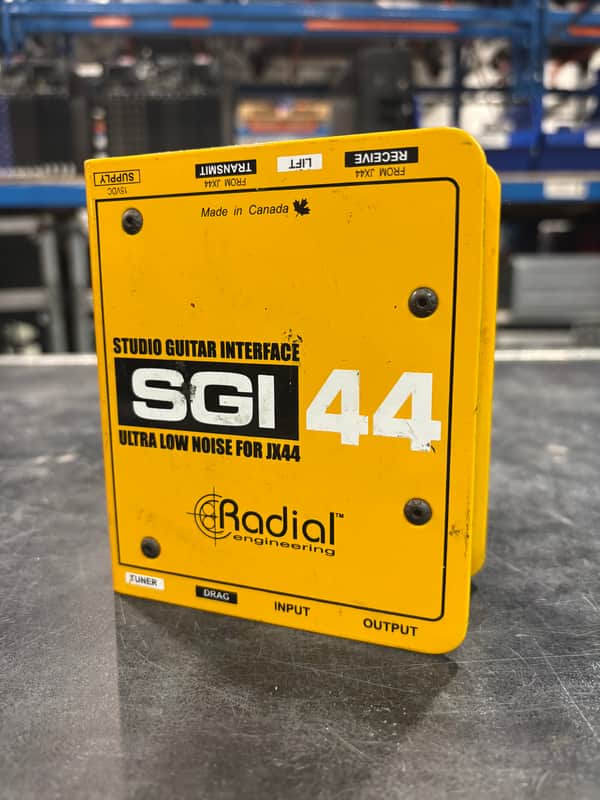 15VDC
SUPPLY
FROM JX44
TRANSMIT
LIFT
FROM JX44
RECEIVE
Made in Canada
STUDIO GUITAR INTERFACE
SGI 44
ULTRA LOW NOISE FOR JX44
Radial™
engineering
TUNER
DRAG
INPUT
OUTPUT